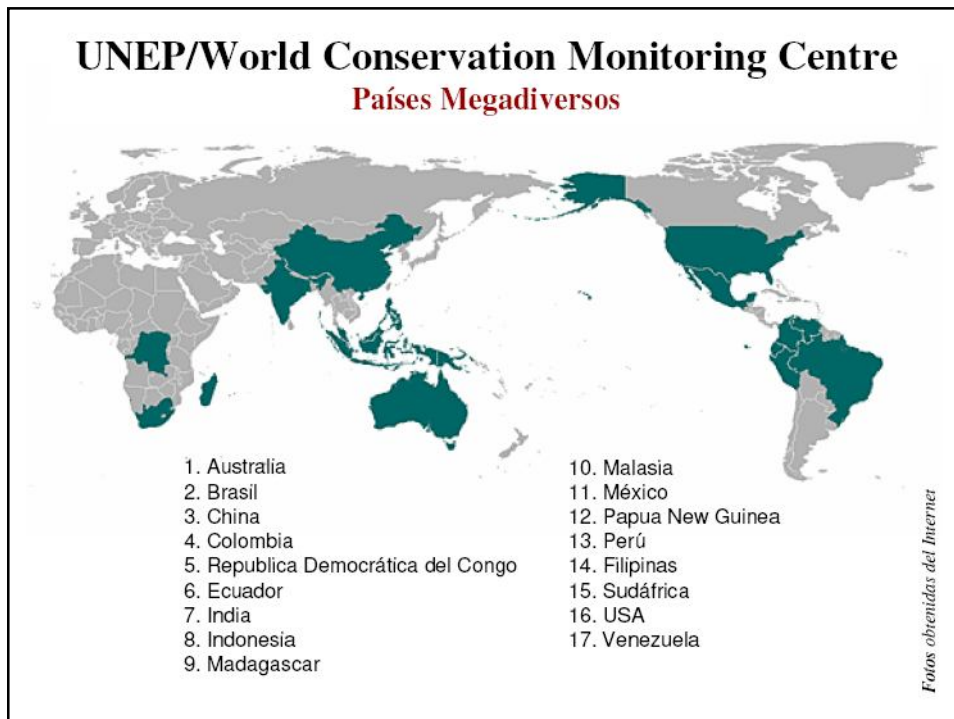 UNEP/World Conservation Monitoring Centre
Países Megadiversos
1. Australia
2. Brasil
3. China
4. Colombia
5. Republica Democrática del Congo
6. Ecuador
7. India
8. Indonesia
9. Madagascar
10. Malasia
11. México
12. Papua New Guinea
13. Perú
14. Filipinas
15. Sudáfrica
16. USA
17. Venezuela
Fotos obtenidas del Internet